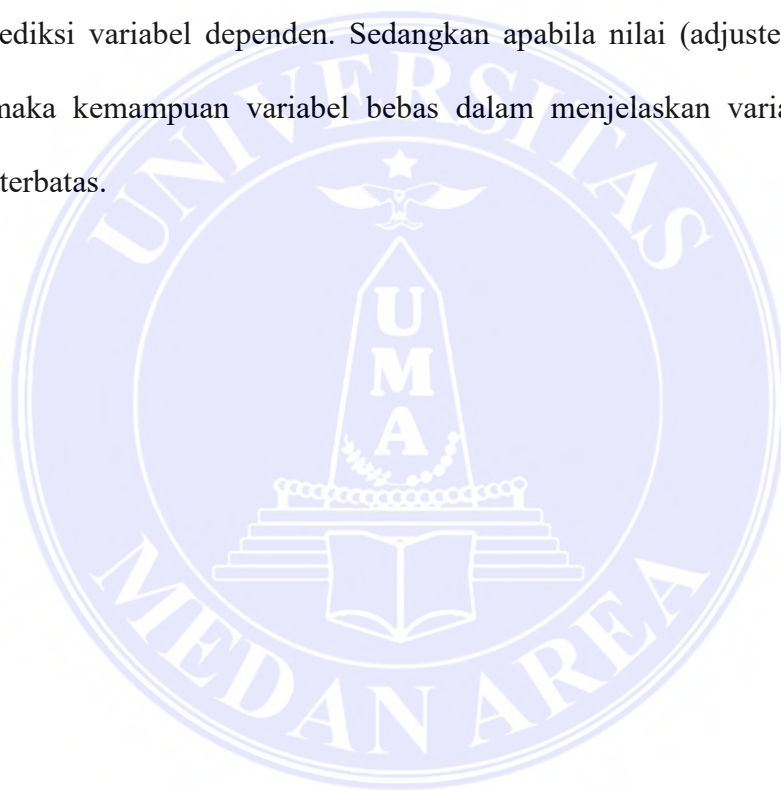 ediksi variabel dependen. Sedangkan apabila nilai (adjuste
naka kemampuan variabel bebas dalam menjelaskan varia
terbatas.
UNIVERSITAS
UMA
MEDAN AREA